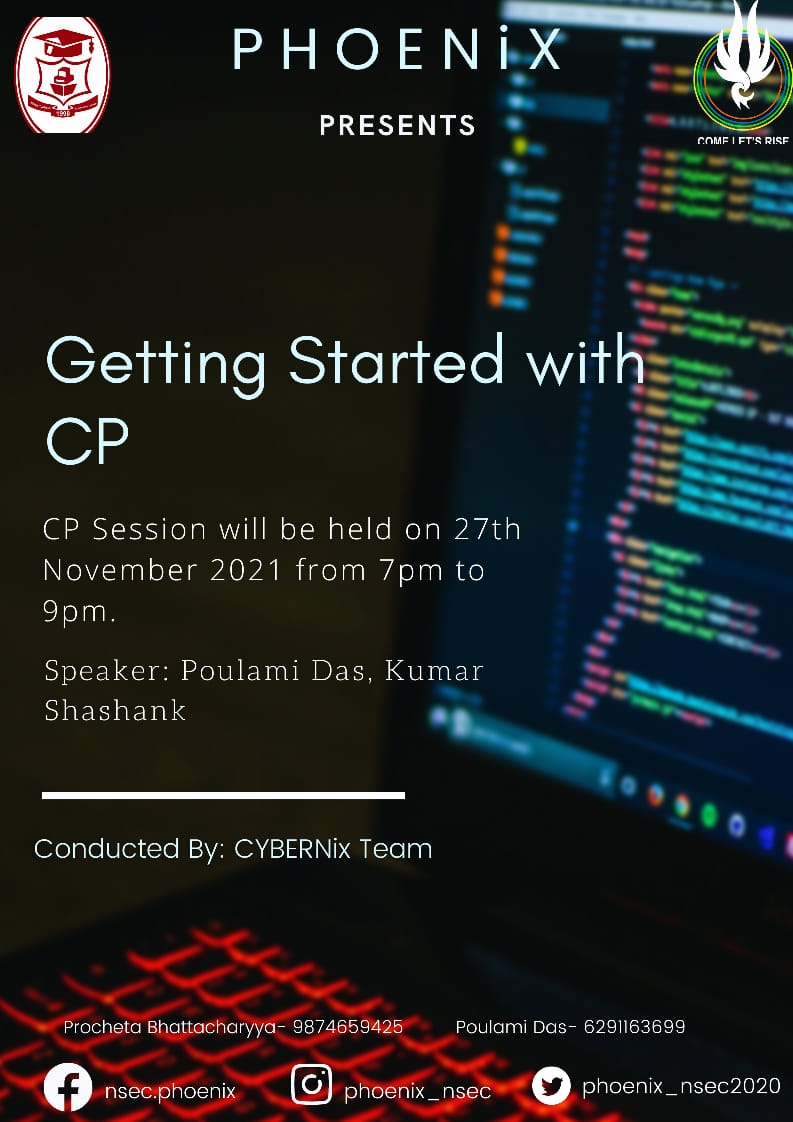 PHOENiX
PRESENTS
1998
COME LET'S RISE
Getting Started with
CP
CP Session will be held on 27th
November 2021 from 7pm to
9pm.
Speaker: Poulami Das, Kumar
Shashank
Conducted By: CYBERNix Team
Procheta Bhattacharyya- 9874659425
Poulami Das- 6291163699
nsec.phoenix
phoenix_nsec
phoenix_nsec2020